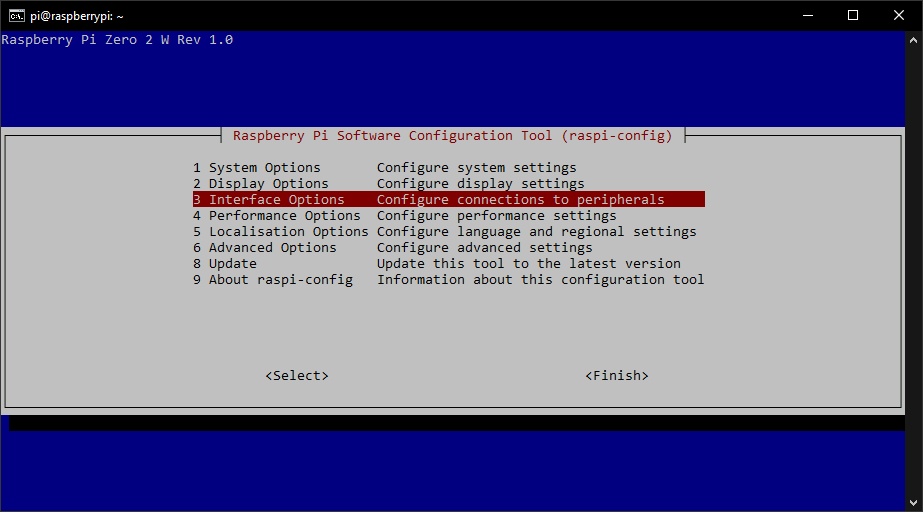 pi@raspberrypi: ~
Raspberry Pi Zero 2 W Rev 1.0
Raspberry Pi Software Configuration Tool (raspi-config)
1 System Options Configure system settings
2 Display Options Configure display settings
3 Interface Options Configure connections to peripherals
4 Performance Options Configure performance settings
5 Localisation Options Configure language and regional settings
6 Advanced Options Configure advanced settings
8 Update Update this tool to the latest version
9 About raspi-config Information about this configuration tool
<Select> <Finish>